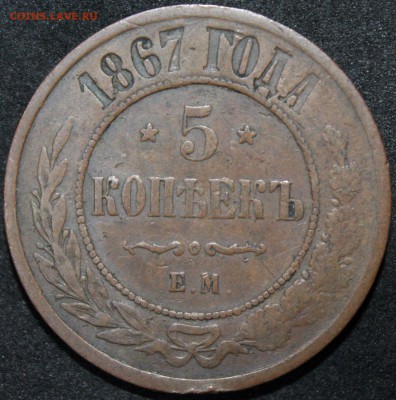 COINS.LAVE.RU
1867 ГОДА
5
КОПѢЕКЪ
Е.М.